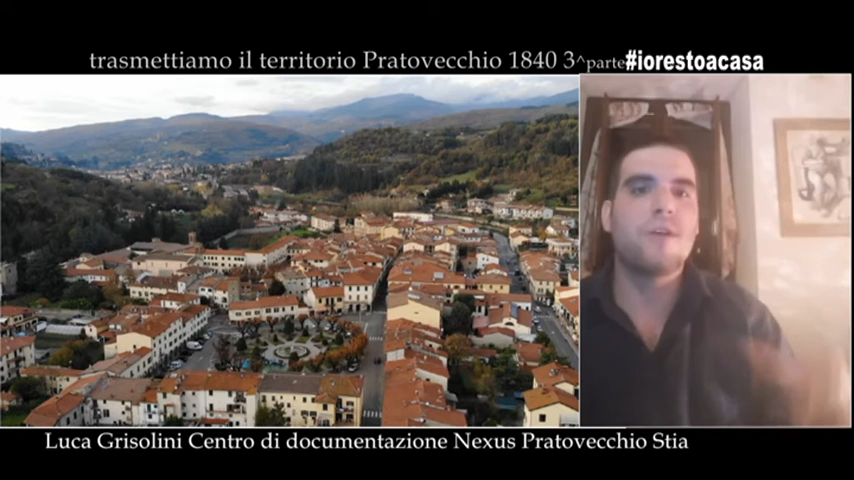 trasmettiamo il territorio Pratovecchio 1840 3^parte#iorestoacasa
Luca Grisolini Centro di documentazione Nexus Pratovecchio Stia